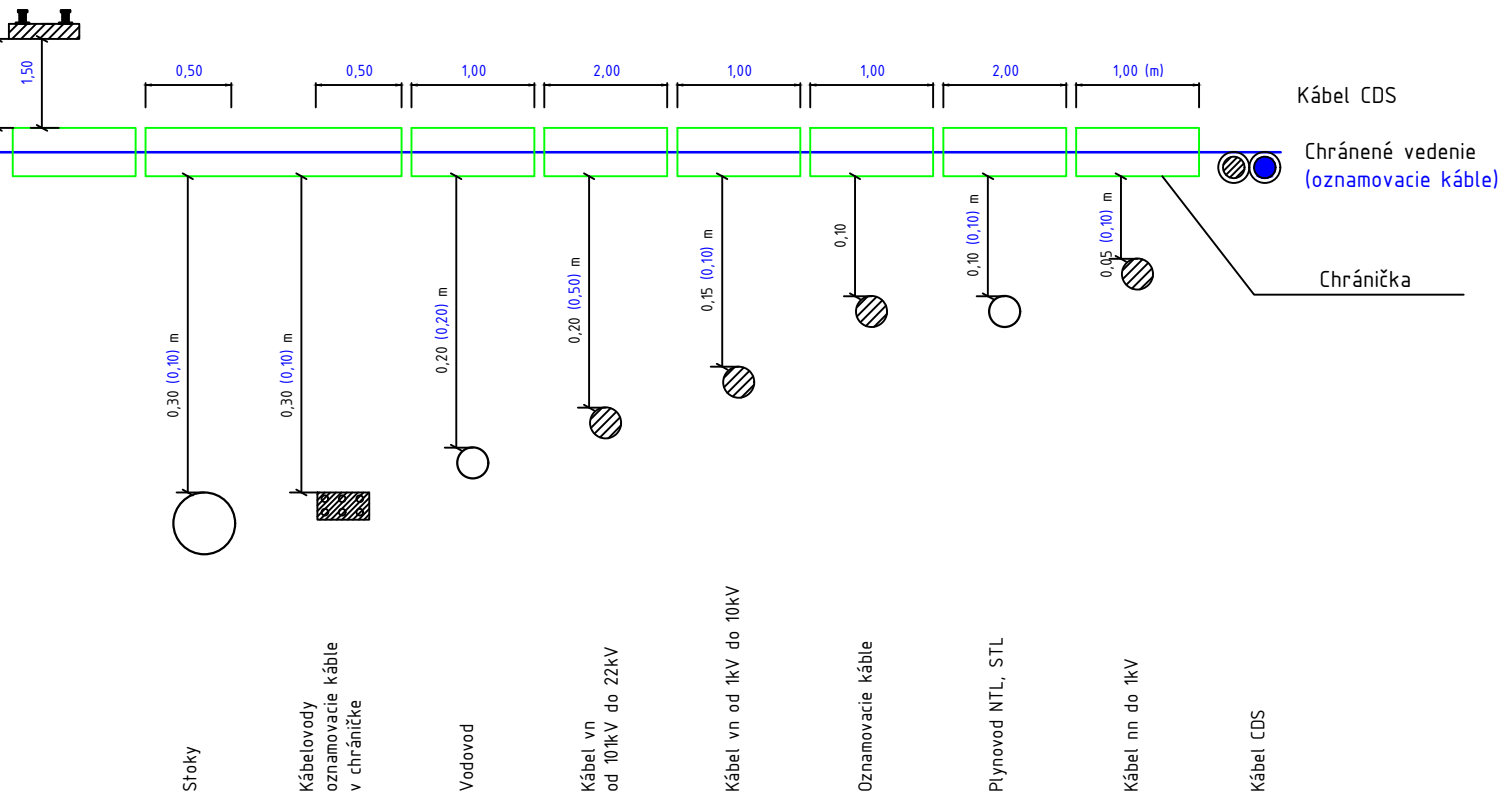 0,50
0,50
1,00
2,00
1,00
1,00
2,00
1,00 (m)
1,50
Kábel CDS
Chránené vedenie
(oznamovacie káble)
Chránička
0,30 (0,10) m
0,30 (0,10) m
0,20 (0,20) m
0,20 (0,50) m
0,15 (0,10) m
0,10
0,10 (0,10) m
0,05 (0,10) m
Stoky
Kábelovody
oznamovacie káble
v chráničke
Vodovod
Kábel vn
od 101kV do 22kV
Kábel vn od 1kV do 10kV
Oznamovacie káble
Plynovod NTL, STL
Kábel nn do 1kV
Kábel CDS